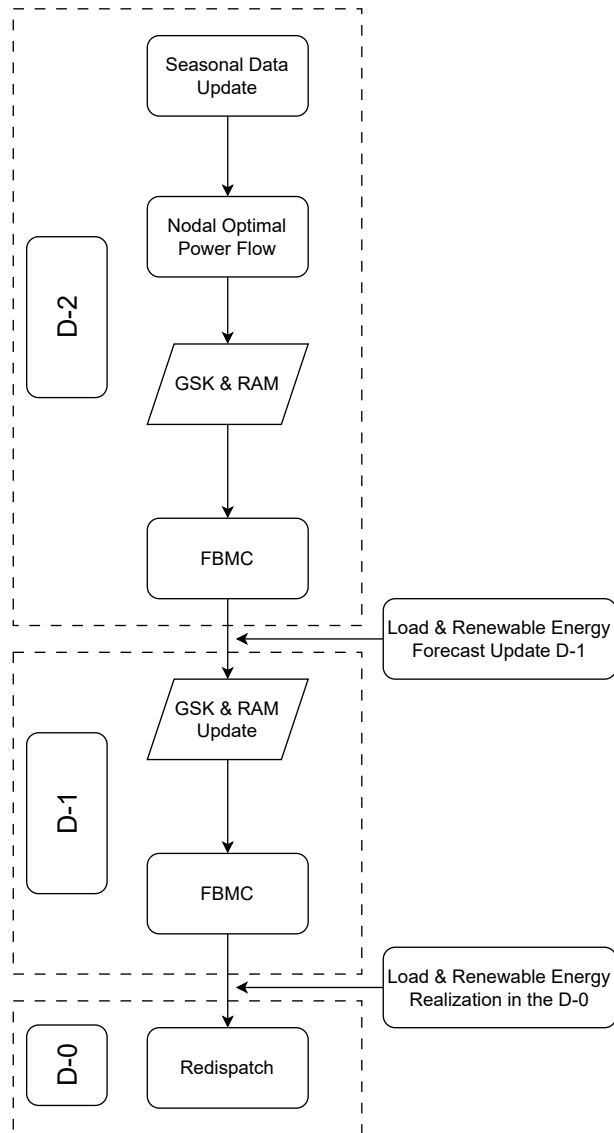 Seasonal Data
Update
Nodal Optimal
Power Flow
D-2
GSK & RAM
FBMC
Load & Renewable Energy
Forecast Update D-1
GSK & RAM
Update
D-1
FBMC
Load & Renewable Energy
Realization in the D-0
D-0
Redispatch